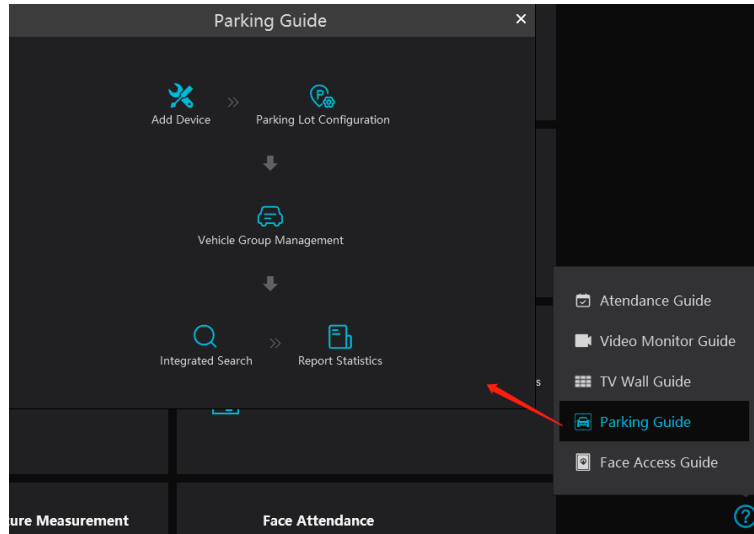 Parking Guide
Add Device
Parking Lot Configuration
Vehicle Group Management
Integrated Search
Report Statistics
Atendance Guide
Video Monitor Guide
TV Wall Guide
Parking Guide
Face Access Guide
ure Measurement
Face Attendance